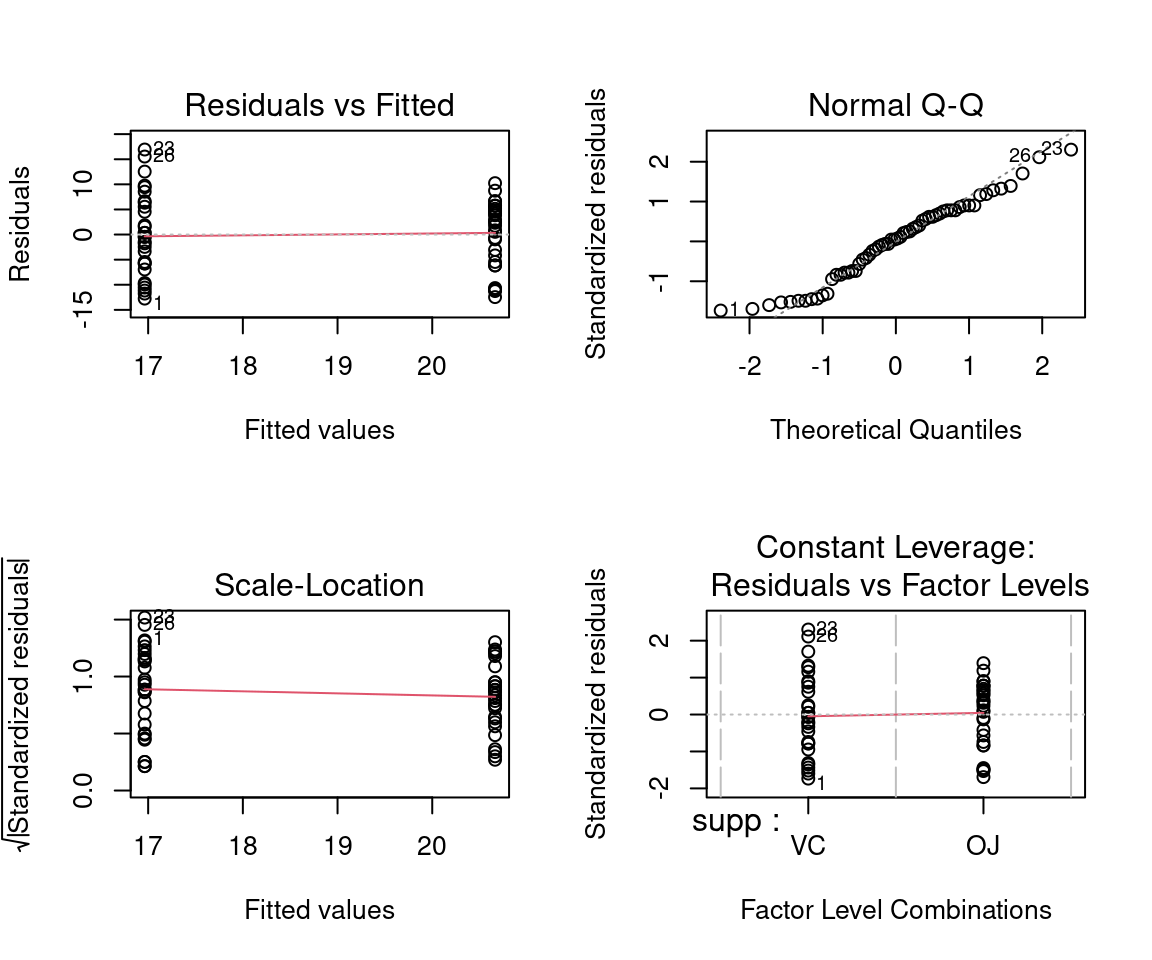 Residuals vs Fitted
Residuals
10
0
-15
23
26
1
17 18 19 20
Fitted values
Normal Q-Q
Standardized residuals
2
1
-1
26
23
1
-2 -1 0 1 2
Theoretical Quantiles
Scale-Location
√|Standardized residuals|
1.0
0.0
23
26
1
17 18 19 20
Fitted values
Constant Leverage:
Residuals vs Factor Levels
Standardized residuals
2
0
-2
23
26
1
supp :
VC OJ
Factor Level Combinations